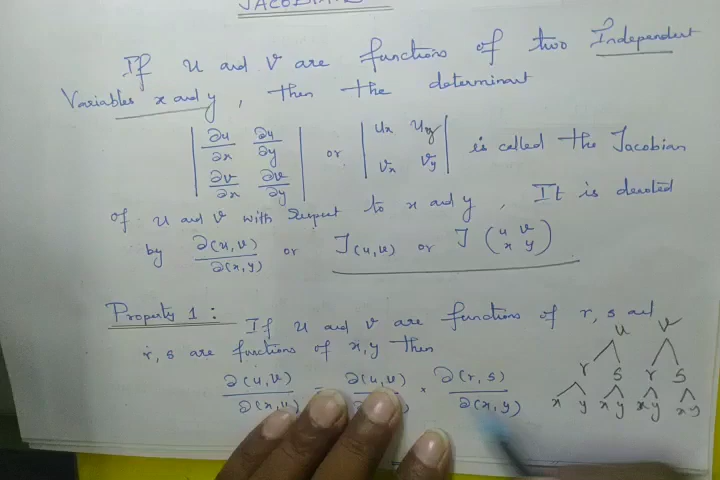 JACOBIAN
If u and v are functions of two Independent
Variables x and y, then the determinant
| ∂u/∂x ∂u/∂y | or | ux uy | is called the Jacobian
| ∂v/∂x ∂v/∂y | | vx vy |
of u and v with respect to x and y, It is denoted
by ∂(u,v)/∂(x,y) or J(u,v) or J (u v / x y)
Property 1 : If u and v are functions of r, s and
r, s are functions of x, y then
∂(u,v)/∂(x,y) = ∂(u,v) × ∂(r,s)/∂(x,y)
u v
r s r s
x y x y x y x y